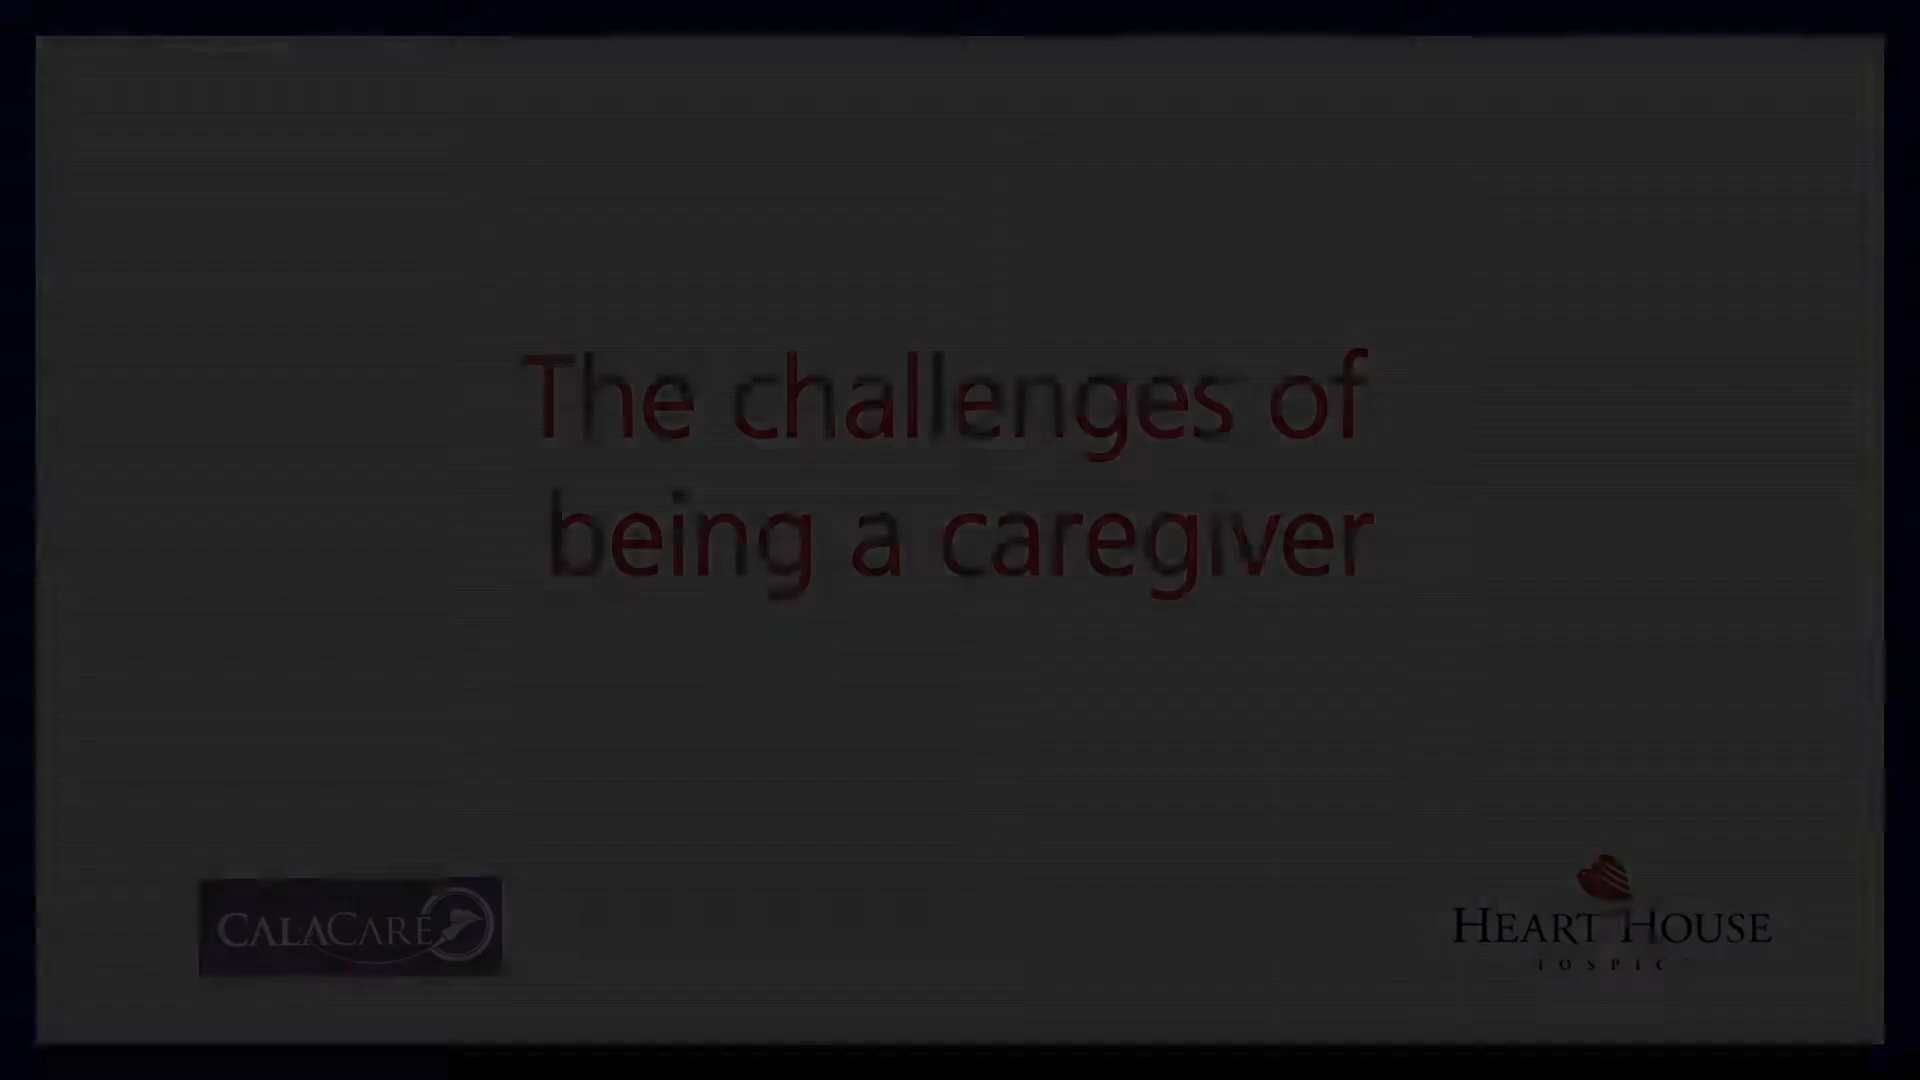 The challenges of
being a caregiver
CALACARE
HEART HOUSE